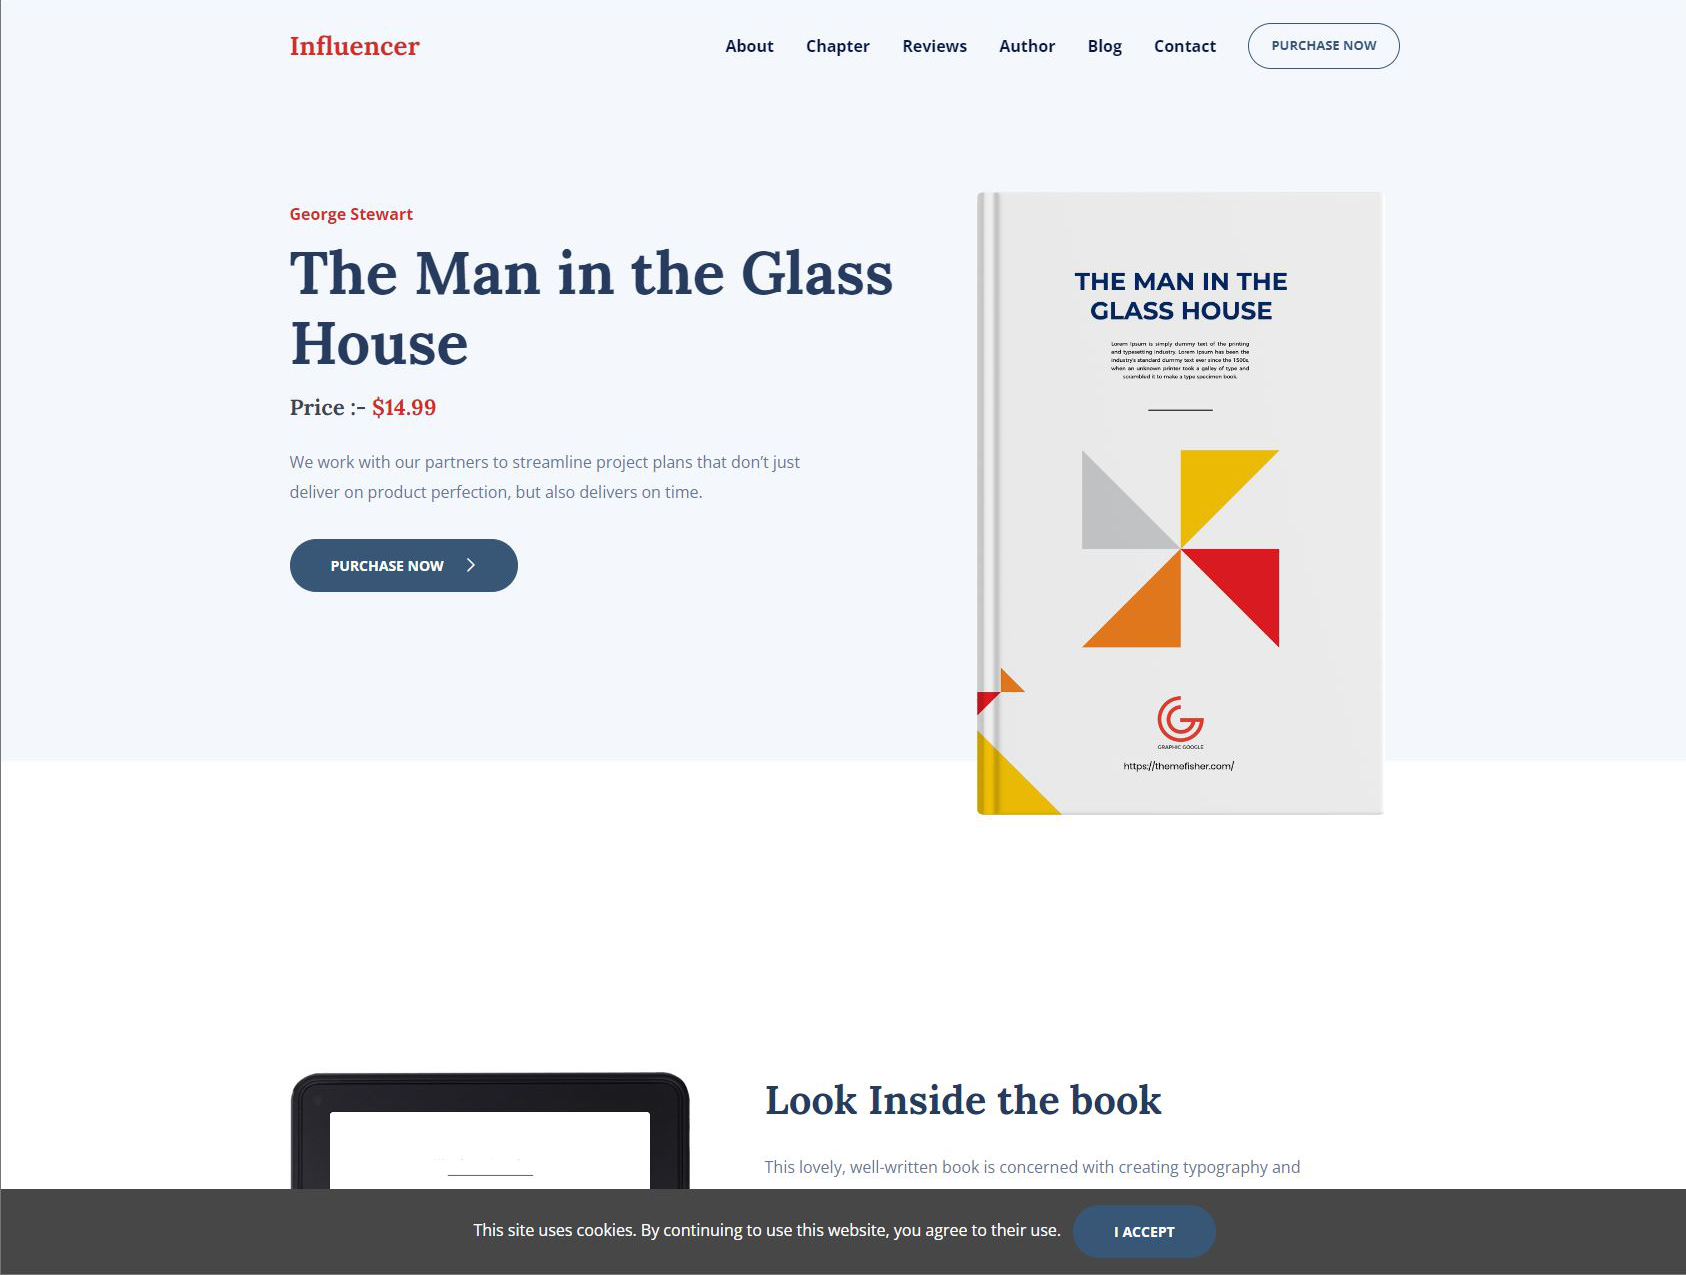 Influencer
About Chapter Reviews Author Blog Contact PURCHASE NOW
George Stewart
The Man in the Glass
House
Price :- $14.99
We work with our partners to streamline project plans that don’t just
deliver on product perfection, but also delivers on time.
PURCHASE NOW
THE MAN IN THE
GLASS HOUSE
Lorem Ipsum is simply dummy text of the printing
and typesetting industry. Lorem Ipsum has been the
industry's standard dummy text ever since the 1500s,
when an unknown printer took a galley of type and
scrambled it to make a type specimen book.
GRAPHIC GOOGLE
https://themefisher.com/
Look Inside the book
This lovely, well-written book is concerned with creating typography and
This site uses cookies. By continuing to use this website, you agree to their use.
I ACCEPT